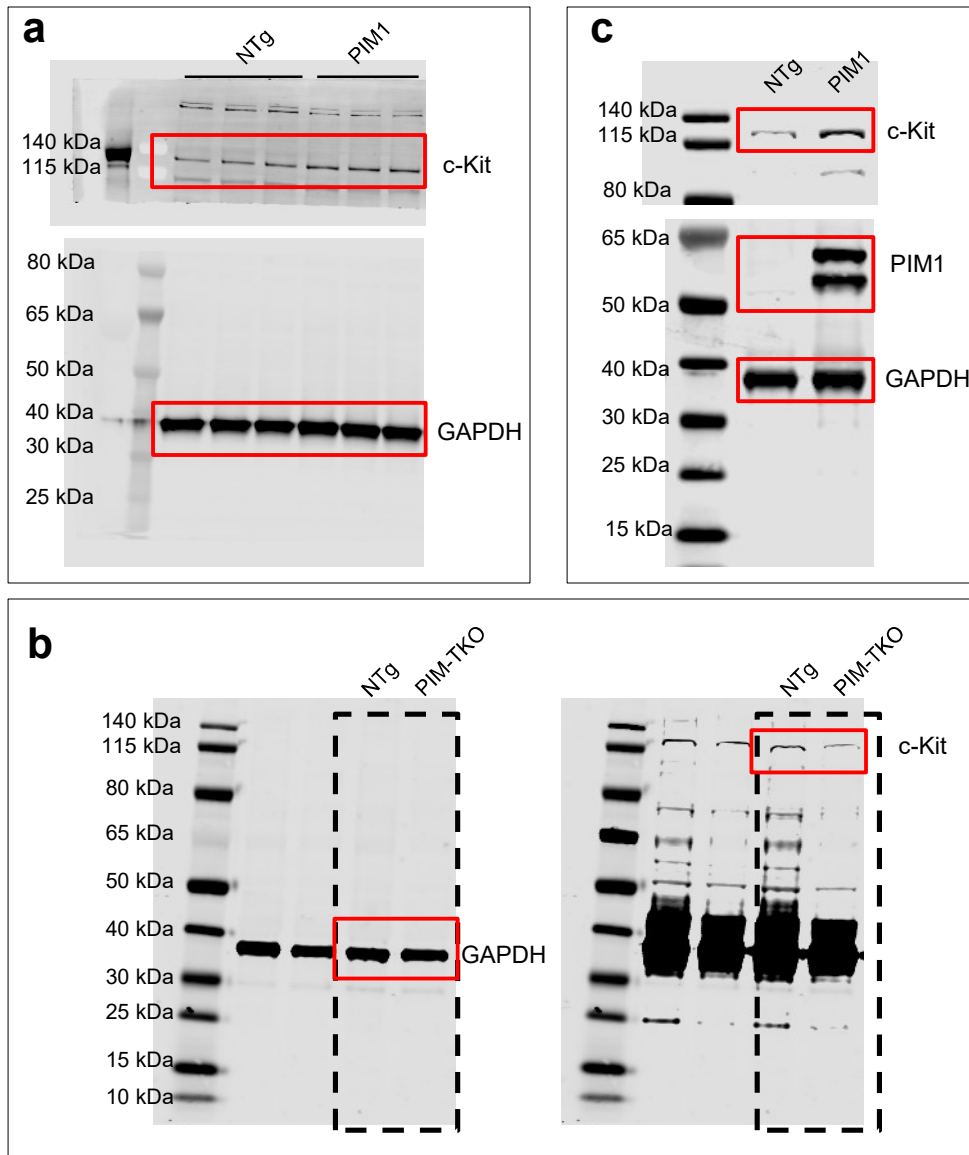 a
NTg
PIM1
140 kDa
115 kDa
c-Kit
80 kDa
65 kDa
50 kDa
40 kDa
30 kDa
25 kDa
GAPDH
c
NTg
PIM1
140 kDa
115 kDa
80 kDa
c-Kit
65 kDa
50 kDa
40 kDa
30 kDa
25 kDa
15 kDa
PIM1
GAPDH
b
NTg
PIM-TKO
140 kDa
115 kDa
80 kDa
65 kDa
50 kDa
40 kDa
30 kDa
25 kDa
15 kDa
10 kDa
GAPDH
NTg
PIM-TKO
c-Kit